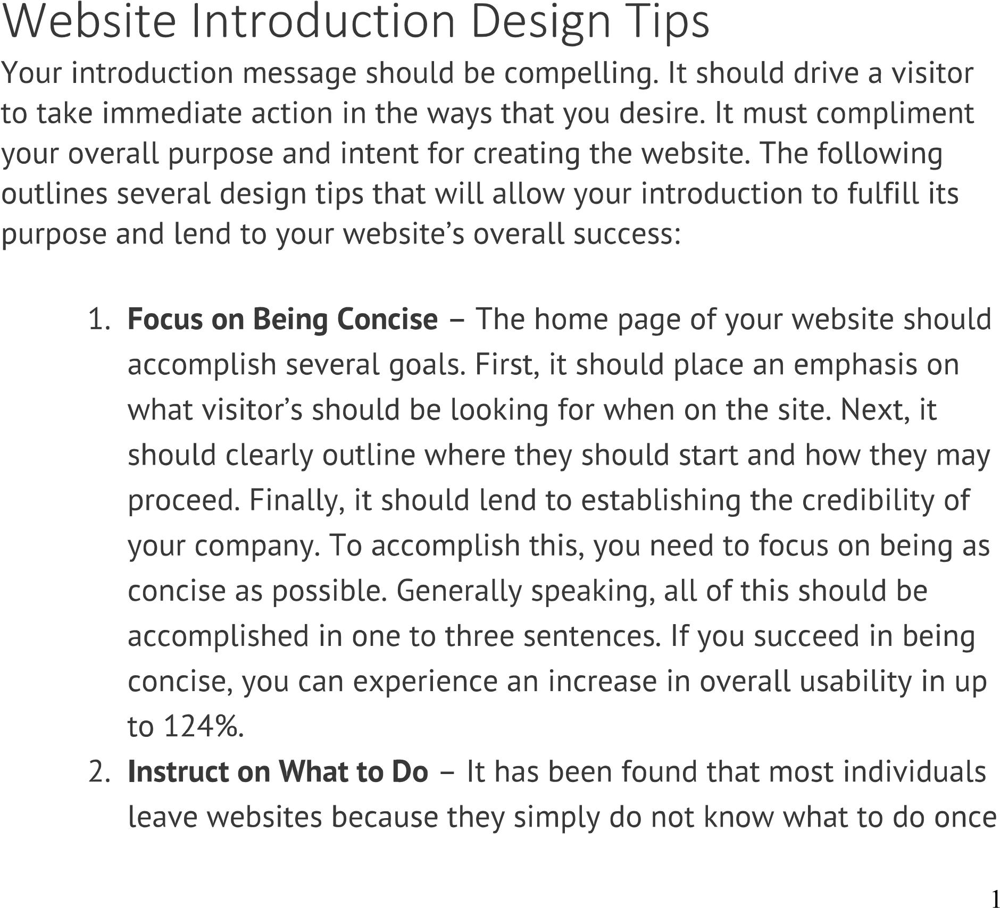 Website Introduction Design Tips
Your introduction message should be compelling. It should drive a visitor
to take immediate action in the ways that you desire. It must compliment
your overall purpose and intent for creating the website. The following
outlines several design tips that will allow your introduction to fulfill its
purpose and lend to your website’s overall success:
1. Focus on Being Concise – The home page of your website should
accomplish several goals. First, it should place an emphasis on
what visitor’s should be looking for when on the site. Next, it
should clearly outline where they should start and how they may
proceed. Finally, it should lend to establishing the credibility of
your company. To accomplish this, you need to focus on being as
concise as possible. Generally speaking, all of this should be
accomplished in one to three sentences. If you succeed in being
concise, you can experience an increase in overall usability in up
to 124%.
2. Instruct on What to Do – It has been found that most individuals
leave websites because they simply do not know what to do once
1